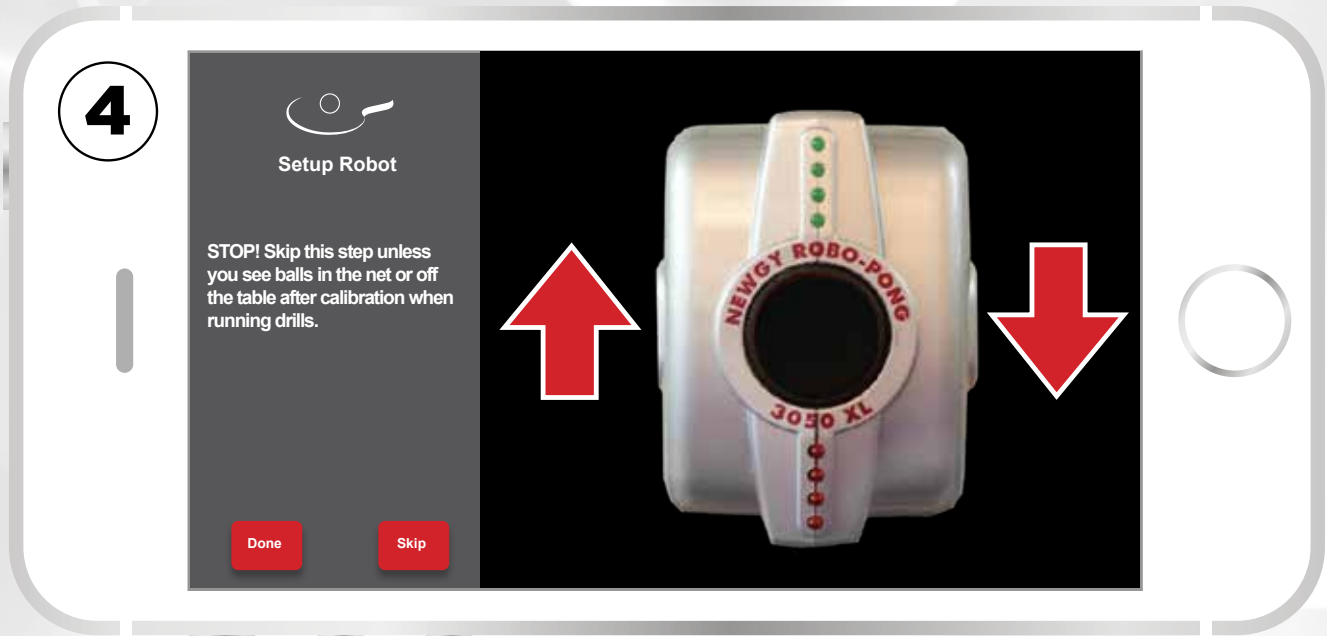 4
Setup Robot
STOP! Skip this step unless
you see balls in the net or off
the table after calibration when
running drills.
Done
Skip
NEWGY ROBO-PONG
3050 XL